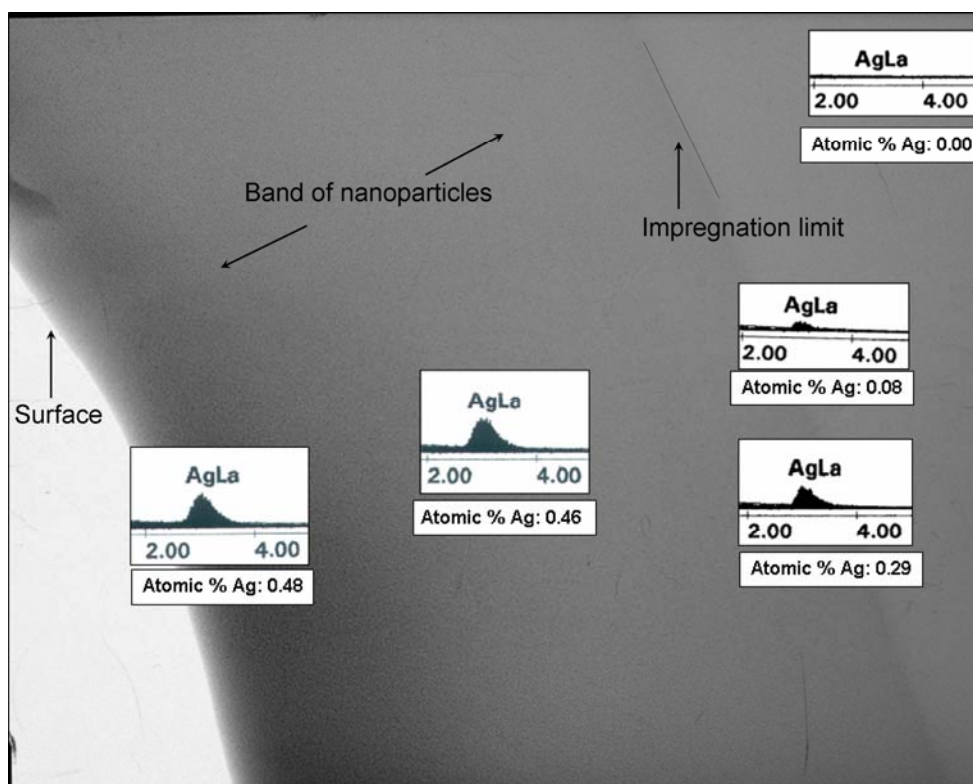 AgLa
2.00 4.00
Atomic % Ag: 0.00
Band of nanoparticles
Impregnation limit
AgLa
2.00 4.00
Atomic % Ag: 0.08
Surface
AgLa
2.00 4.00
Atomic % Ag: 0.46
AgLa
2.00 4.00
Atomic % Ag: 0.29
AgLa
2.00 4.00
Atomic % Ag: 0.48